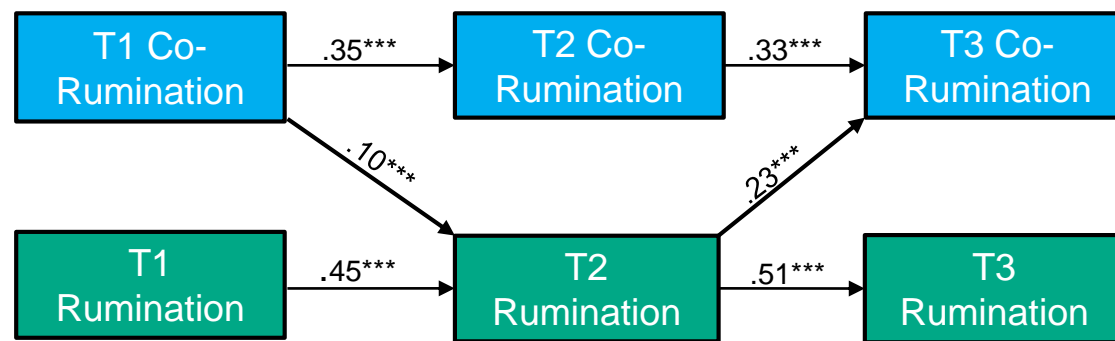 T1 Co-
Rumination
.35***
T2 Co-
Rumination
.33***
T3 Co-
Rumination
.10***
.23***
T1
Rumination
.45***
T2
Rumination
.51***
T3
Rumination